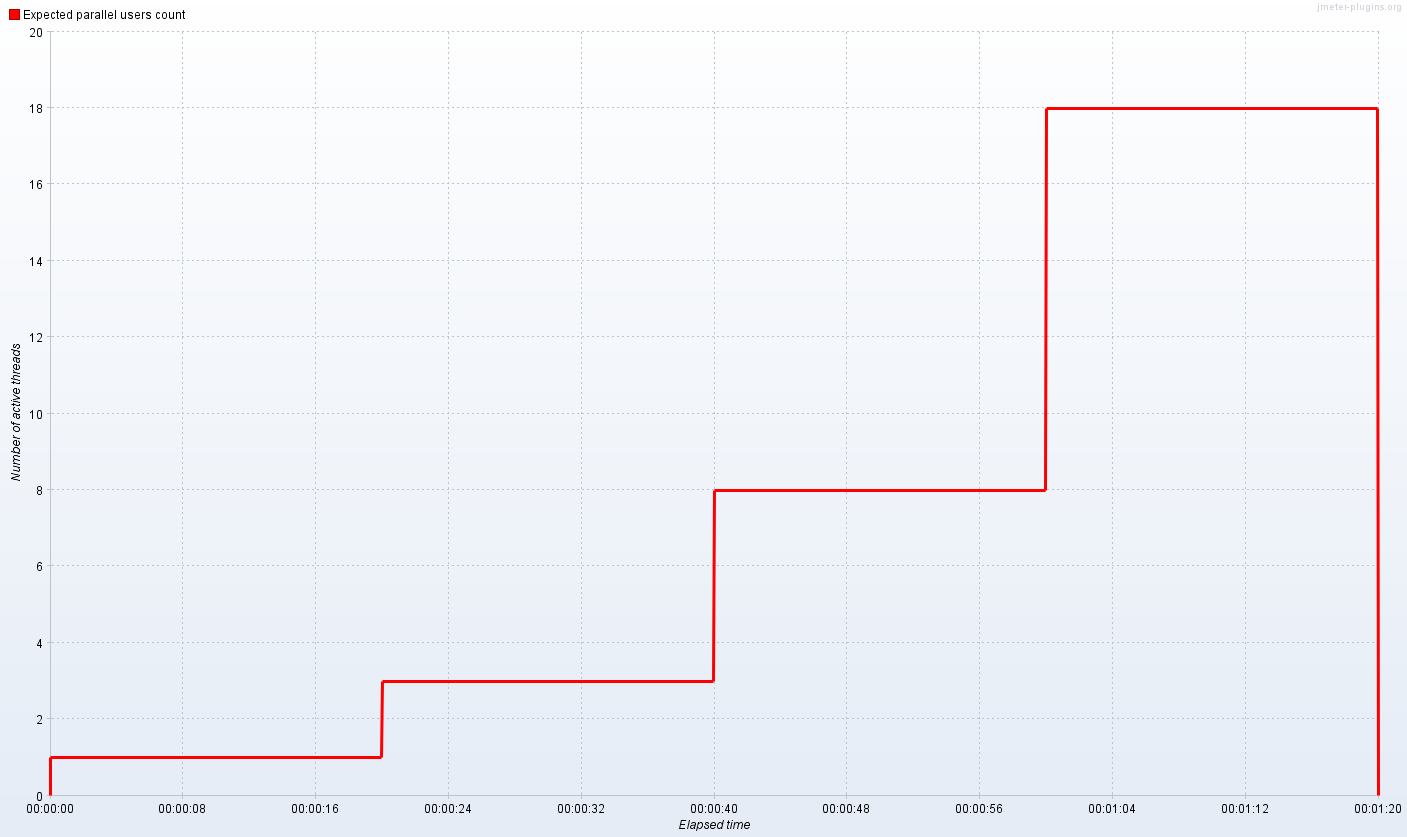 Expected parallel users count
jmeter-plugins.org
20
18
16
14
12
10
8
6
4
2
0
Number of active threads
00:00:00 00:00:08 00:00:16 00:00:24 00:00:32 00:00:40 00:00:48 00:00:56 00:01:04 00:01:12 00:01:20
Elapsed time